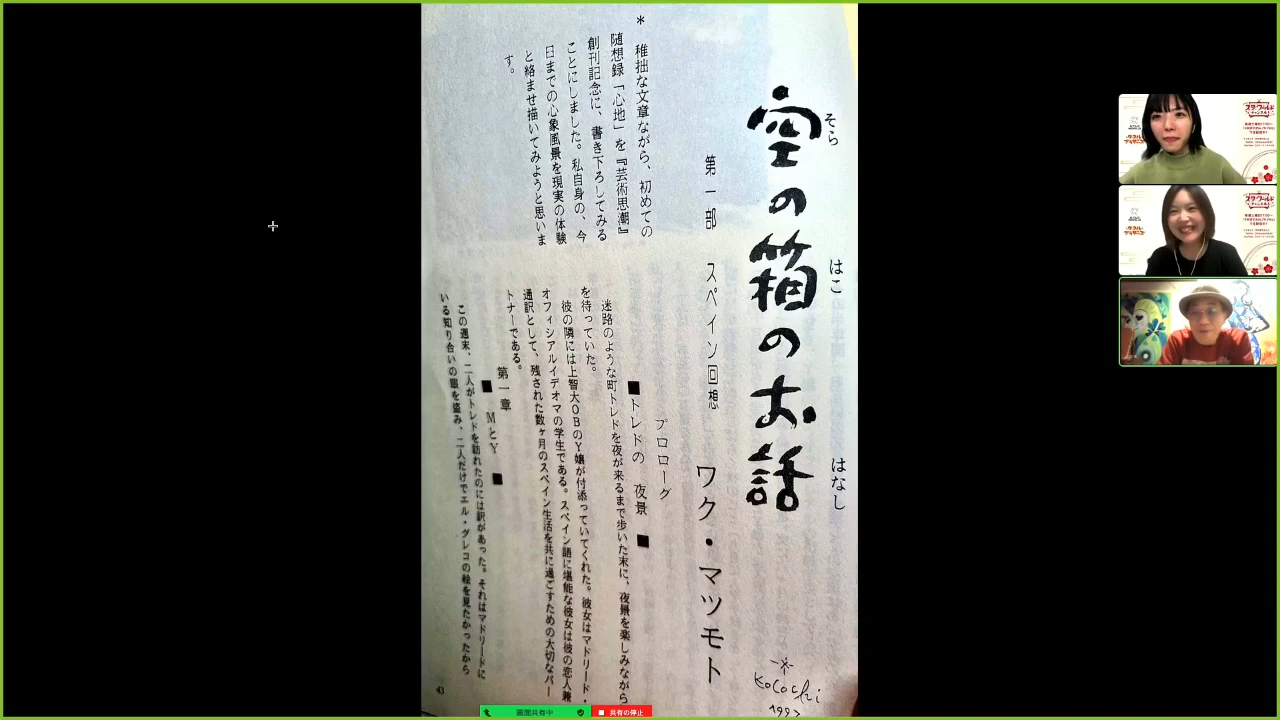 空の箱のお話
そら
はこ
はなし
第一部 スペイン回想
ワク・マツモト
* 稚拙な文章ながら、初めての
随想録「心地」を『芸術思潮』
創刊記念に、書き下ろしてみる
ことにしました。私自身の、今
日までの心象風景を現実の体験
と絡ませ描いてみようと思いま
す。
プロローグ
■トレドの 夜景 ■
迷路のような町トレドを夜が来るまで歩いた末に、夜景を楽しみながら
を待っていた。
彼の隣には上智大OBのY嬢が付添っていてくれた。彼女はマドリード・
オフィシアルイデオマの学生である。スペイン語に堪能な彼女は彼の恋人兼
通訳として、残された数ヶ月のスペイン生活を共に過ごすための大切なパー
トナーである。
第一章
■ MとY ■
この週末、二人がトレドを訪れたのには訳があった。それはマドリードに
いる知り合いの眼を盗み、二人だけでエル・グレコの絵を見たかったから
43
Kocochi
1997
画面共有中
共有の停止
スタ☆ワールド
チャンネル